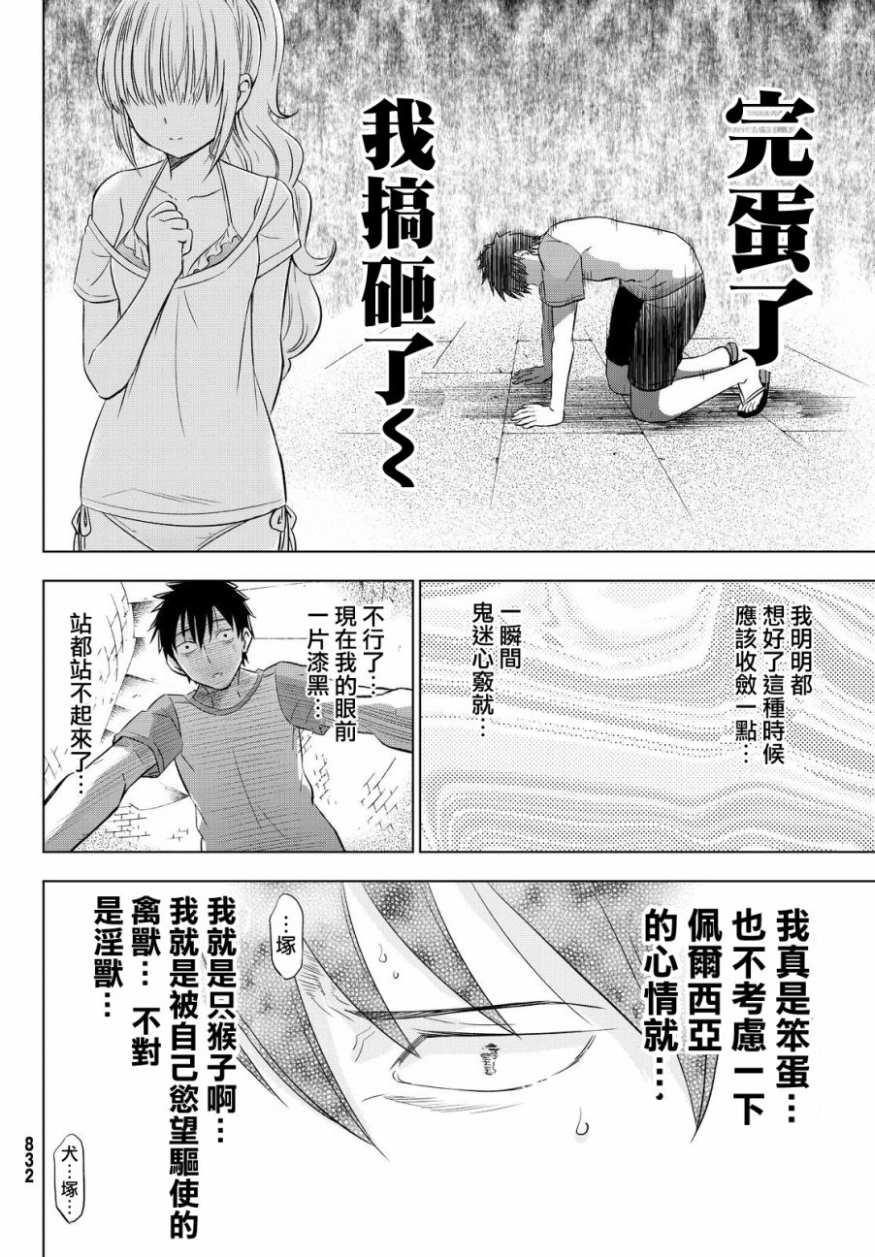 完蛋了
我搞砸了～
我明明都
想好了這種時候
應該收斂一點…
一瞬間
鬼迷心竅就…
不行了…
現在我的眼前
一片漆黑…
站都站不起來了…
我真是笨蛋…
也不考慮一下
佩爾西亞
的心情就…
…塚
我就是只猴子啊…
我就是被自己慾望驅使的
禽獸… 不對
是淫獸…
犬…塚…
832